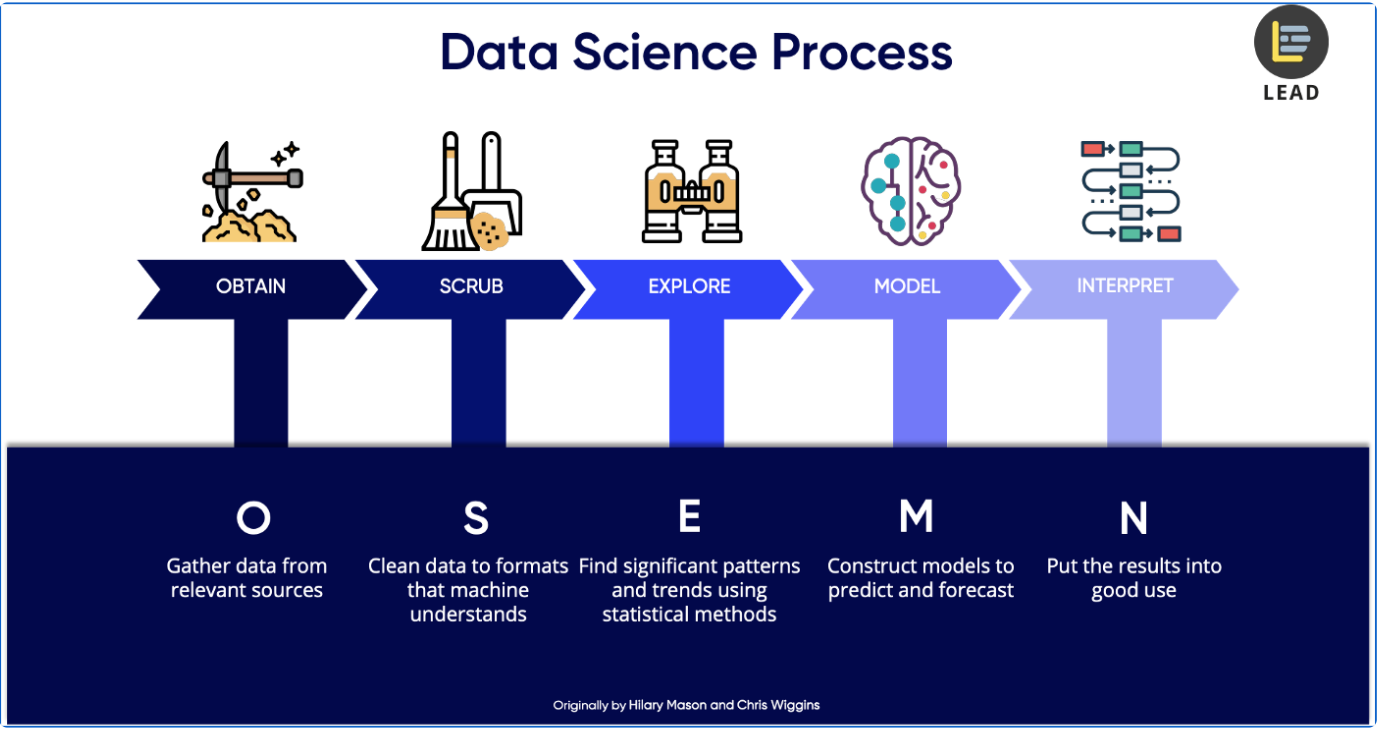 Data Science Process
LEAD
OBTAIN
SCRUB
EXPLORE
MODEL
INTERPRET
O
Gather data from
relevant sources
S
Clean data to formats
that machine
understands
E
Find significant patterns
and trends using
statistical methods
M
Construct models to
predict and forecast
N
Put the results into
good use
Originally by Hilary Mason and Chris Wiggins